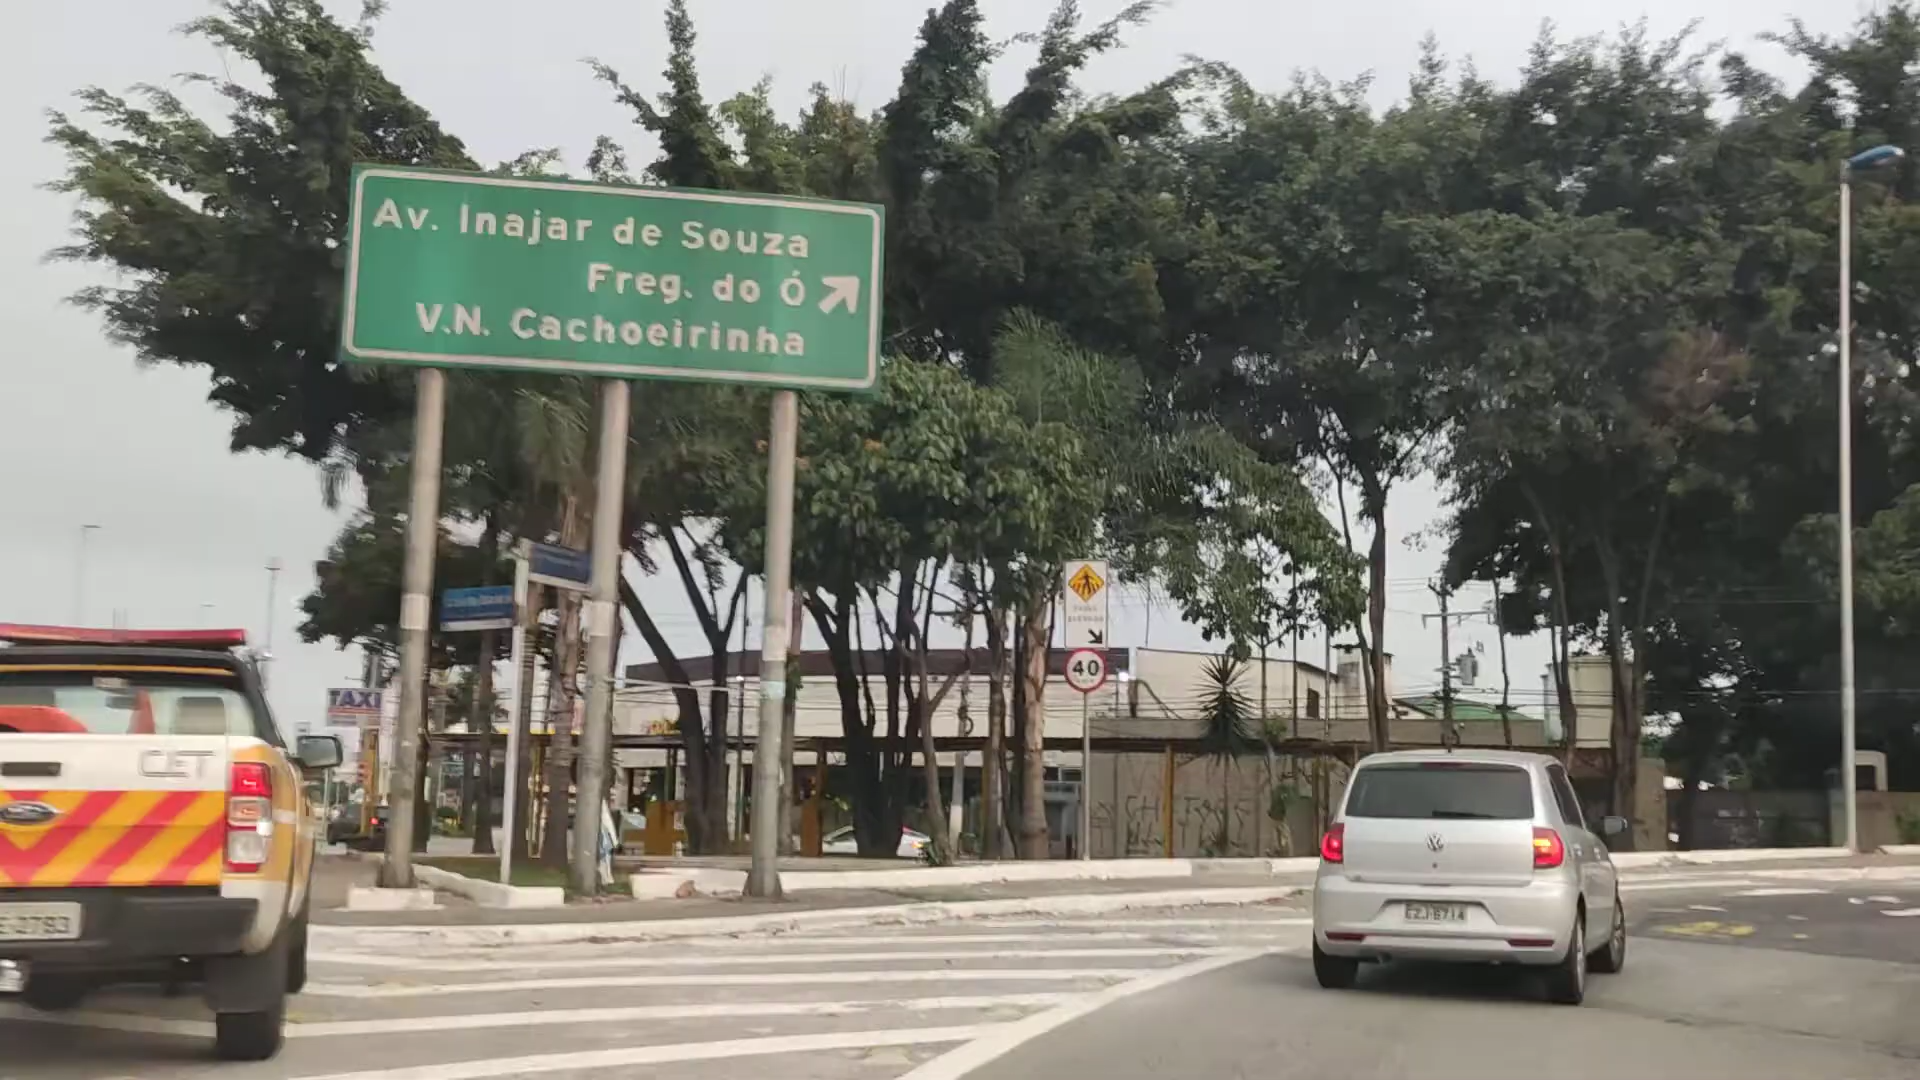 Av. Inajar de Souza
Freg. do Ó
V.N. Cachoeirinha
TAXI
40
CET
EZJ-6714